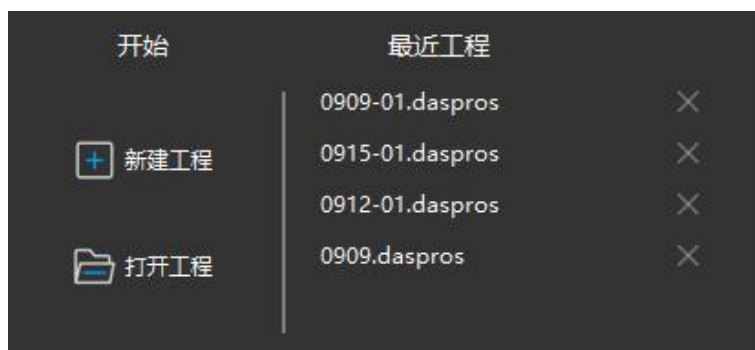 开始
新建工程
打开工程
最近工程
0909-01.daspros
0915-01.daspros
0912-01.daspros
0909.daspros